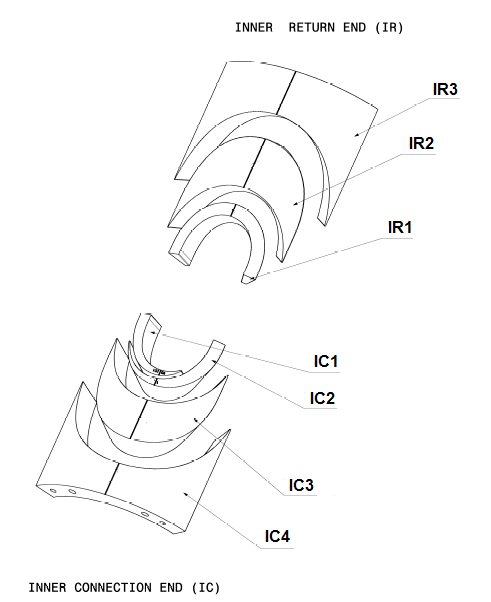 INNER RETURN END (IR)
IR3
IR2
IR1
IC1
IC2
IC3
IC4
INNER CONNECTION END (IC)